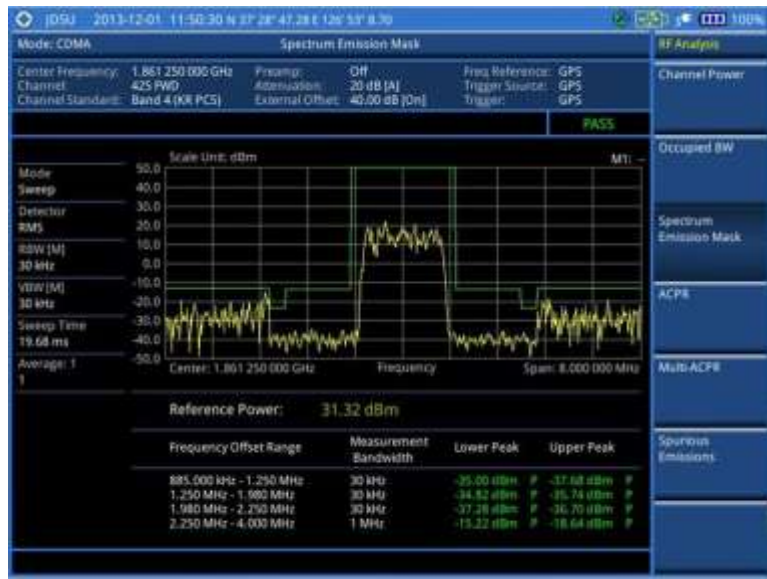 JDSU 2013-12-01 11:50:30 N 37° 28' 47.28 E 126° 53' 8.70 100%
Mode: CDMA Spectrum Emission Mask RF Analysis
Center Frequency: 1.861 250 000 GHz Preamp: Off Freq Reference: GPS
Channel: 425 FWD Attenuation: 20 dB [A] Trigger Source: GPS
Channel Standard: Band 4 (KR PCS) External Offset: 40.00 dB [On] Trigger: GPS
PASS
Channel Power
Occupied BW
Spectrum
Emission Mask
ACPR
Multi-ACPR
Spurious
Emissions
Mode
Sweep
Detector
RMS
RBW [M]
30 kHz
VBW [M]
30 kHz
Sweep Time
19.68 ms
Average: 1
1
Scale Unit: dBm M1: --
50.0
40.0
30.0
20.0
10.0
0.0
-10.0
-20.0
-30.0
-40.0
-50.0
Center: 1.861 250 000 GHz Frequency Span: 8.000 000 MHz
Reference Power: 31.32 dBm
Frequency Offset Range Measurement Bandwidth Lower Peak Upper Peak
885.000 kHz - 1.250 MHz 30 kHz -35.00 dBm P -37.68 dBm P
1.250 MHz - 1.980 MHz 30 kHz -34.82 dBm P -35.74 dBm P
1.980 MHz - 2.250 MHz 30 kHz -37.28 dBm P -36.70 dBm P
2.250 MHz - 4.000 MHz 1 MHz -15.22 dBm P -18.64 dBm P